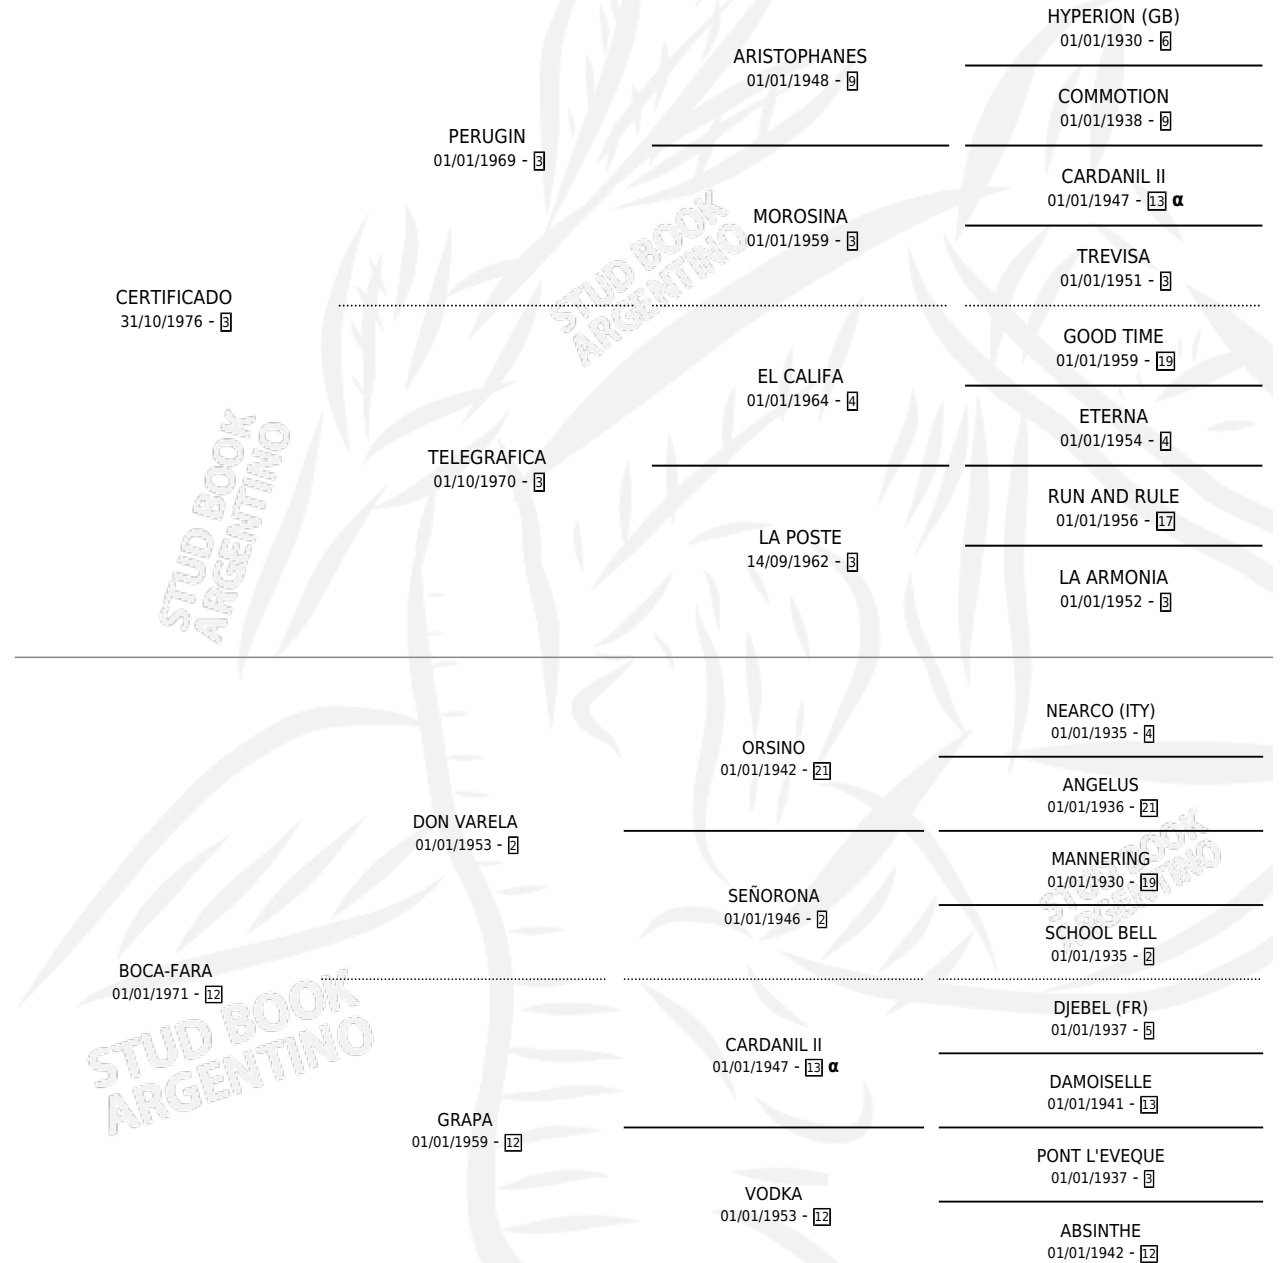 HYPERION (GB)
01/01/1930 - 6
ARISTOPHANES
01/01/1948 - 9
COMMOTION
01/01/1938 - 9
PERUGIN
01/01/1969 - 3
CARDANIL II
01/01/1947 - 13 α
MOROSINA
01/01/1959 - 3
TREVISA
01/01/1951 - 3
CERTIFICADO
31/10/1976 - 3
GOOD TIME
01/01/1959 - 19
EL CALIFA
01/01/1964 - 4
ETERNA
01/01/1954 - 4
TELEGRAFICA
01/10/1970 - 3
RUN AND RULE
01/01/1956 - 17
LA POSTE
14/09/1962 - 3
LA ARMONIA
01/01/1952 - 3
STUD BOOK
ARGENTINO
STUD BOOK
ARGENTINO
NEARCO (ITY)
01/01/1935 - 4
ORSINO
01/01/1942 - 21
ANGELUS
01/01/1936 - 21
DON VARELA
01/01/1953 - 2
MANNERING
01/01/1930 - 19
SEÑORONA
01/01/1946 - 2
SCHOOL BELL
01/01/1935 - 2
BOCA-FARA
01/01/1971 - 12
DJEBEL (FR)
01/01/1937 - 5
CARDANIL II
01/01/1947 - 13 α
DAMOISELLE
01/01/1941 - 13
GRAPA
01/01/1959 - 12
PONT L'EVEQUE
01/01/1937 - 3
VODKA
01/01/1953 - 12
ABSINTHE
01/01/1942 - 12
STUD BOOK
ARGENTINO
STUD BOOK
ARGENTINO